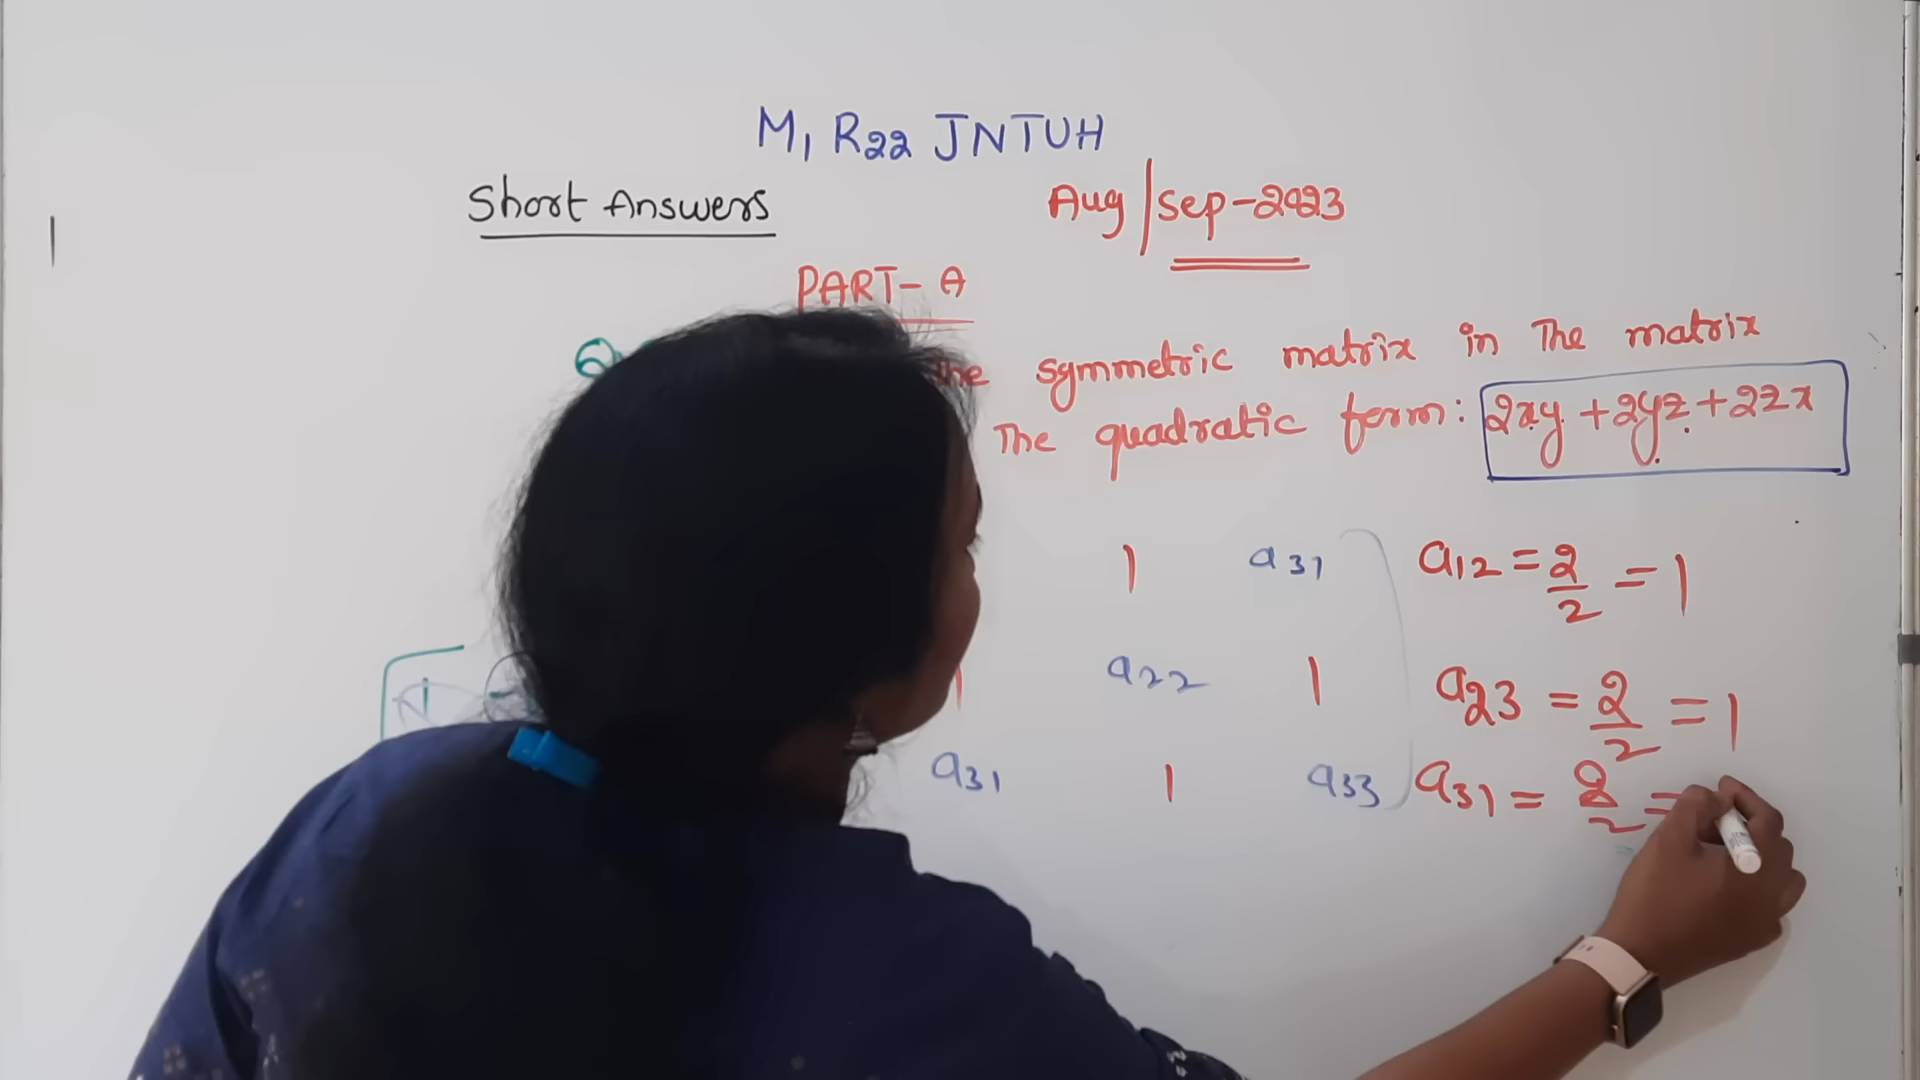 M1 R22 JNTUH
Short Answers
Aug/Sep-2023
PART-A
the symmetric matrix in The matrix
The quadratic form: 2xy + 2yz + 2zx
1 a31 a12 = 2/2 = 1
1 a22 1 a23 = 2/2 = 1
a31 1 a33 a31 = 2/2 =